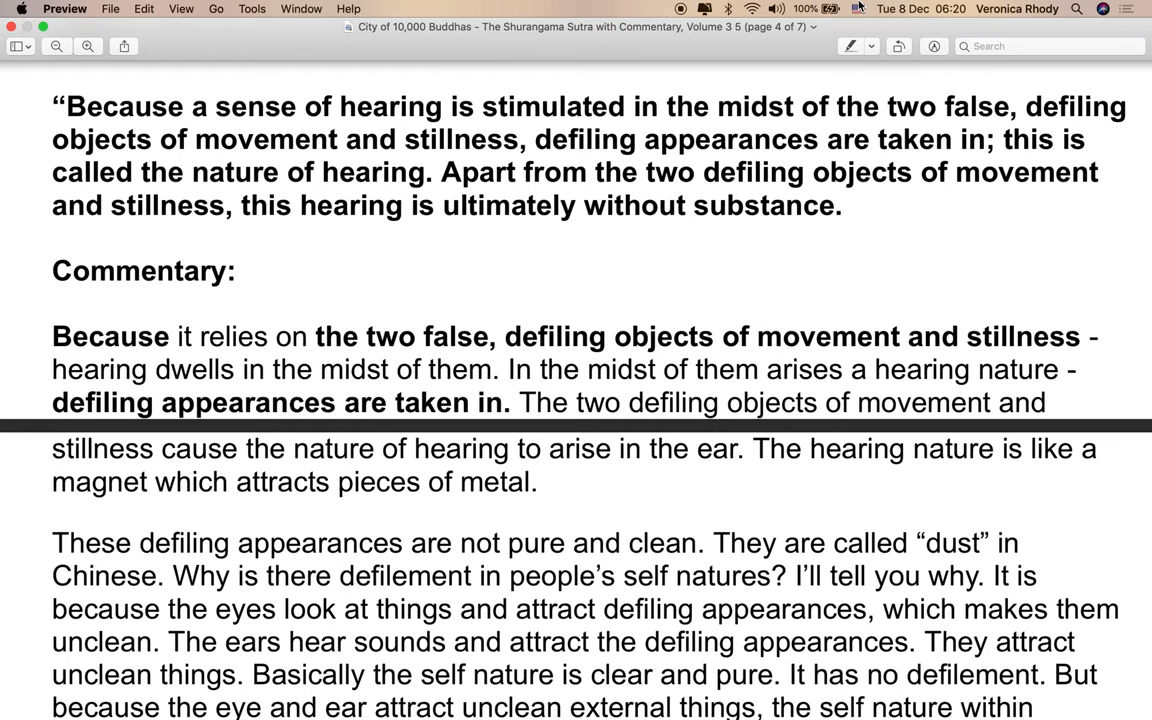 Preview File Edit View Go Tools Window Help 100% Tue 8 Dec 06:20 Veronica Rhody
City of 10,000 Buddhas - The Shurangama Sutra with Commentary, Volume 3 5 (page 4 of 7)
Search
“Because a sense of hearing is stimulated in the midst of the two false, defiling
objects of movement and stillness, defiling appearances are taken in; this is
called the nature of hearing. Apart from the two defiling objects of movement
and stillness, this hearing is ultimately without substance.
Commentary:
Because it relies on the two false, defiling objects of movement and stillness -
hearing dwells in the midst of them. In the midst of them arises a hearing nature -
defiling appearances are taken in. The two defiling objects of movement and
stillness cause the nature of hearing to arise in the ear. The hearing nature is like a
magnet which attracts pieces of metal.
These defiling appearances are not pure and clean. They are called “dust” in
Chinese. Why is there defilement in people’s self natures? I’ll tell you why. It is
because the eyes look at things and attract defiling appearances, which makes them
unclean. The ears hear sounds and attract the defiling appearances. They attract
unclean things. Basically the self nature is clear and pure. It has no defilement. But
because the eye and ear attract unclean external things, the self nature within